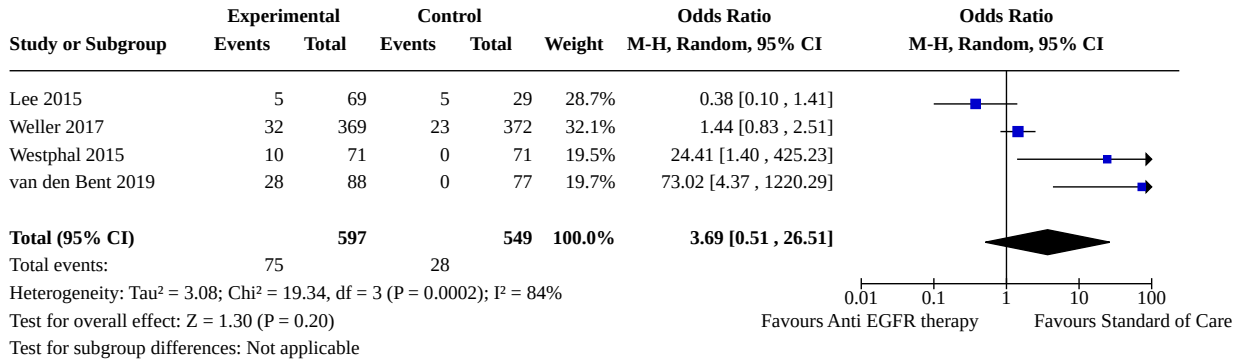 Experimental Control Odds Ratio Odds Ratio
Study or Subgroup Events Total Events Total Weight M-H, Random, 95% CI M-H, Random, 95% CI
Lee 2015 5 69 5 29 28.7% 0.38 [0.10 , 1.41]
Weller 2017 32 369 23 372 32.1% 1.44 [0.83 , 2.51]
Westphal 2015 10 71 0 71 19.5% 24.41 [1.40 , 425.23]
van den Bent 2019 28 88 0 77 19.7% 73.02 [4.37 , 1220.29]
Total (95% CI) 597 549 100.0% 3.69 [0.51 , 26.51]
Total events: 75 28
Heterogeneity: Tau² = 3.08; Chi² = 19.34, df = 3 (P = 0.0002); I² = 84%
0.01 0.1 1 10 100
Test for overall effect: Z = 1.30 (P = 0.20) Favours Anti EGFR therapy Favours Standard of Care
Test for subgroup differences: Not applicable